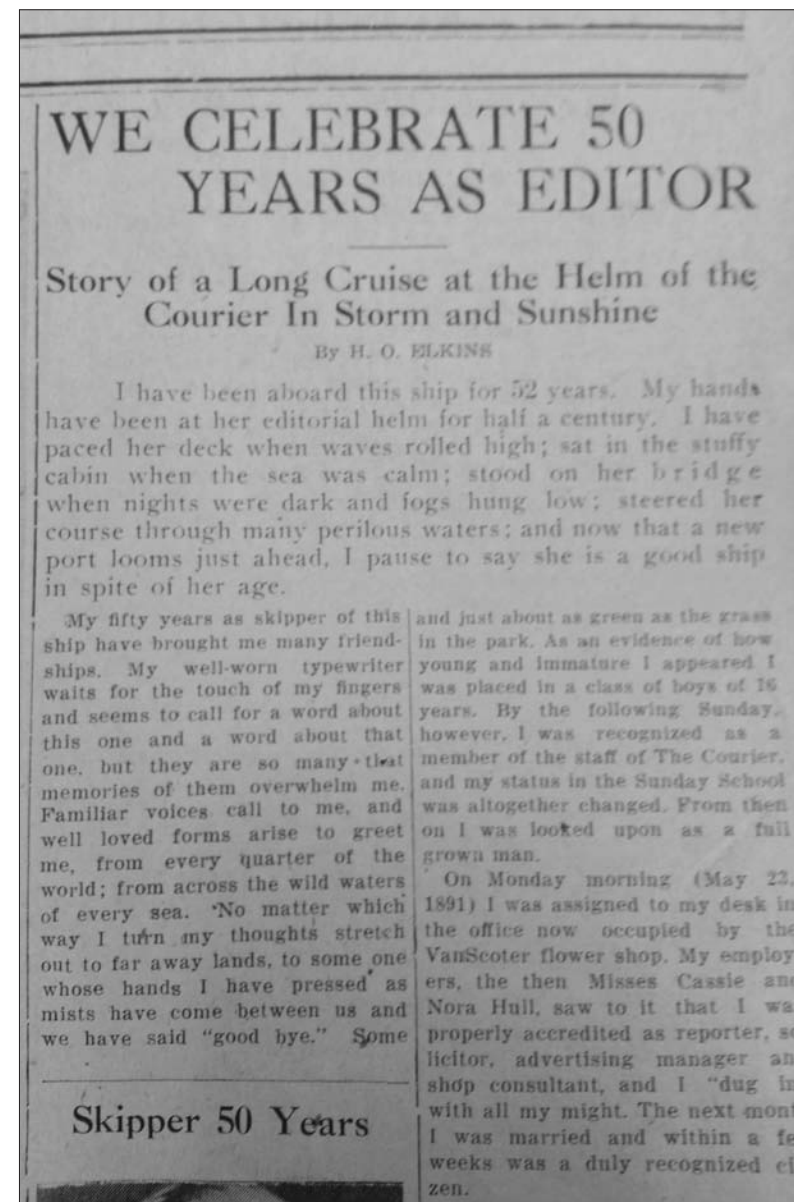 WE CELEBRATE 50
YEARS AS EDITOR
Story of a Long Cruise at the Helm of the
Courier In Storm and Sunshine
By H. O. ELKINS
I have been aboard this ship for 52 years. My hands
have been at her editorial helm for half a century. I have
paced her deck when waves rolled high; sat in the stuffy
cabin when the sea was calm; stood on her bridge
when nights were dark and fogs hung low; steered her
course through many perilous waters; and now that a new
port looms just ahead, I pause to say she is a good ship
in spite of her age.
My fifty years as skipper of this
ship have brought me many friend-
ships. My well-worn typewriter
waits for the touch of my fingers
and seems to call for a word about
this one and a word about that
one, but they are so many that
memories of them overwhelm me.
Familiar voices call to me, and
well loved forms arise to greet
me, from every quarter of the
world; from across the wild waters
of every sea. No matter which
way I turn my thoughts stretch
out to far away lands, to some one
whose hands I have pressed as
mists have come between us and
we have said "good bye." Some
Skipper 50 Years
and just about as green as the grass
in the park. As an evidence of how
young and immature I appeared I
was placed in a class of boys of 16
years. By the following Sunday,
however, I was recognized as a
member of the staff of The Courier,
and my status in the Sunday School
was altogether changed. From then
on I was looked upon as a full
grown man.
On Monday morning (May 22,
1891) I was assigned to my desk in
the office now occupied by the
VanScoter flower shop. My employ
ers, the then Misses Cassie and
Nora Hull, saw to it that I wa
properly accredited as reporter, so
licitor, advertising manager an
shop consultant, and I "dug in
with all my might. The next mont
I was married and within a fe
weeks was a duly recognized ci
zen.